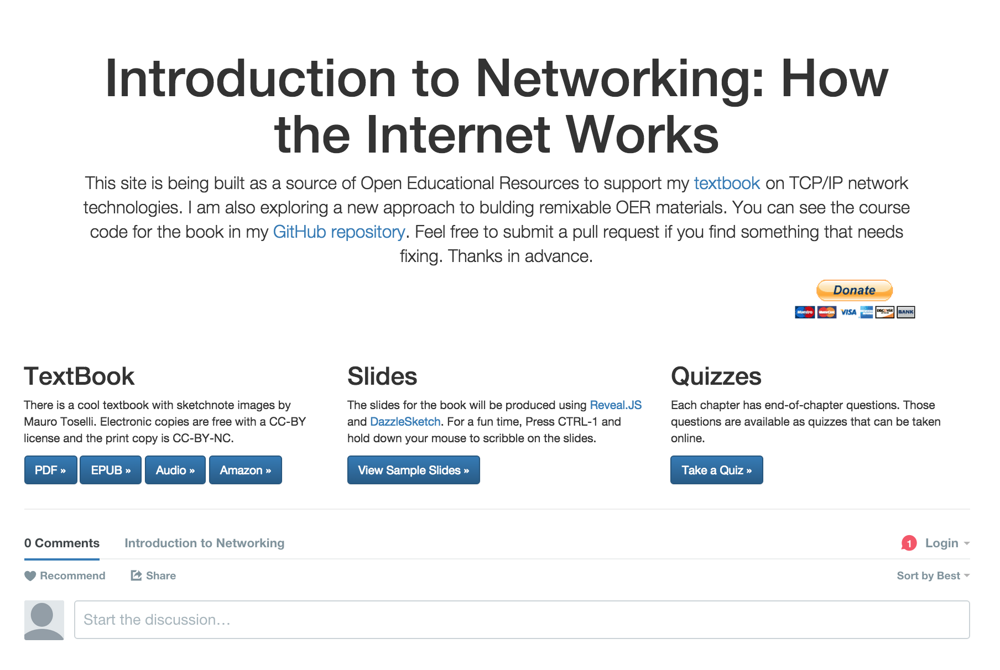 Introduction to Networking: How
the Internet Works
This site is being built as a source of Open Educational Resources to support my textbook on TCP/IP network
technologies. I am also exploring a new approach to bulding remixable OER materials. You can see the course
code for the book in my GitHub repository. Feel free to submit a pull request if you find something that needs
fixing. Thanks in advance.
Donate
Maestro MasterCard VISA DISCOVER BANK
TextBook
There is a cool textbook with sketchnote images by
Mauro Toselli. Electronic copies are free with a CC-BY
license and the print copy is CC-BY-NC.
PDF » EPUB » Audio » Amazon »
Slides
The slides for the book will be produced using Reveal.JS
and DazzleSketch. For a fun time, Press CTRL-1 and
hold down your mouse to scribble on the slides.
View Sample Slides »
Quizzes
Each chapter has end-of-chapter questions. Those
questions are available as quizzes that can be taken
online.
Take a Quiz »
0 Comments Introduction to Networking 1 Login
Recommend Share Sort by Best
Start the discussion…